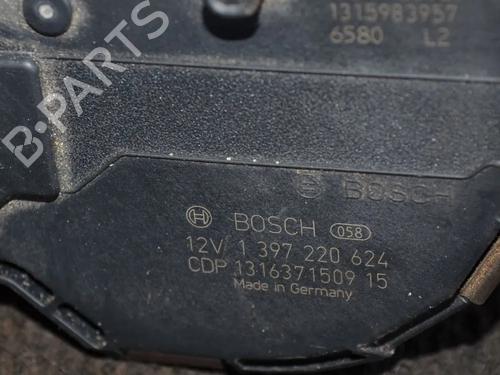 1315983957
6580 L2
BOSCH
BOSCH 058
12V 1 397 220 624
CDP 1316371509 15
Made in Germany
B-PARTS